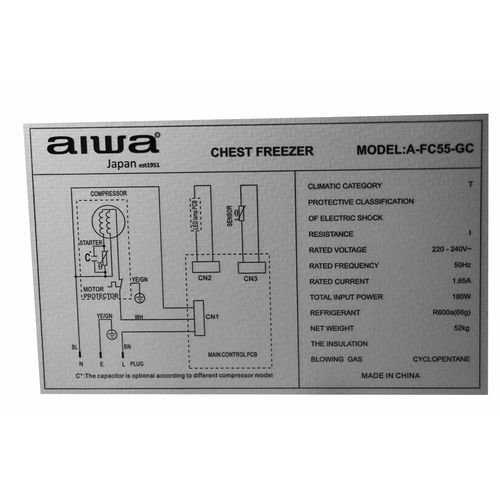 aiwa®
Japan est1951
CHEST FREEZER
MODEL:A-FC55-GC
COMPRESSOR
STARTER
C*
θ
MOTOR
PROTECTOR
YE/GN
YE/GN
WH
BL
BN
N E L PLUG
LED lamp PCB
SENSOR
θ
CN2
CN3
CN1
MAIN CONTROL PCB
C*:The capacitor is optional according to different compressor model
CLIMATIC CATEGORY T
PROTECTIVE CLASSIFICATION
OF ELECTRIC SHOCK
RESISTANCE I
RATED VOLTAGE 220 - 240V~
RATED FREQUENCY 50Hz
RATED CURRENT 1.65A
TOTAL INPUT POWER 180W
REFRIGERANT R600a(66g)
NET WEIGHT 52kg
THE INSULATION
BLOWING GAS CYCLOPENTANE
MADE IN CHINA